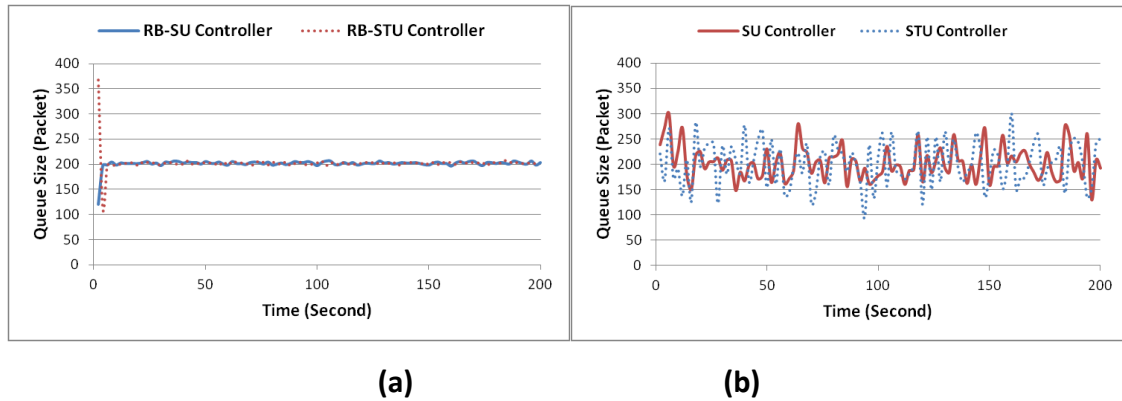 RB-SU Controller RB-STU Controller
Queue Size (Packet)
400
350
300
250
200
150
100
50
0
0 50 100 150 200
Time (Second)
(a)
SU Controller STU Controller
Queue Size (Packet)
400
350
300
250
200
150
100
50
0
0 50 100 150 200
Time (Second)
(b)